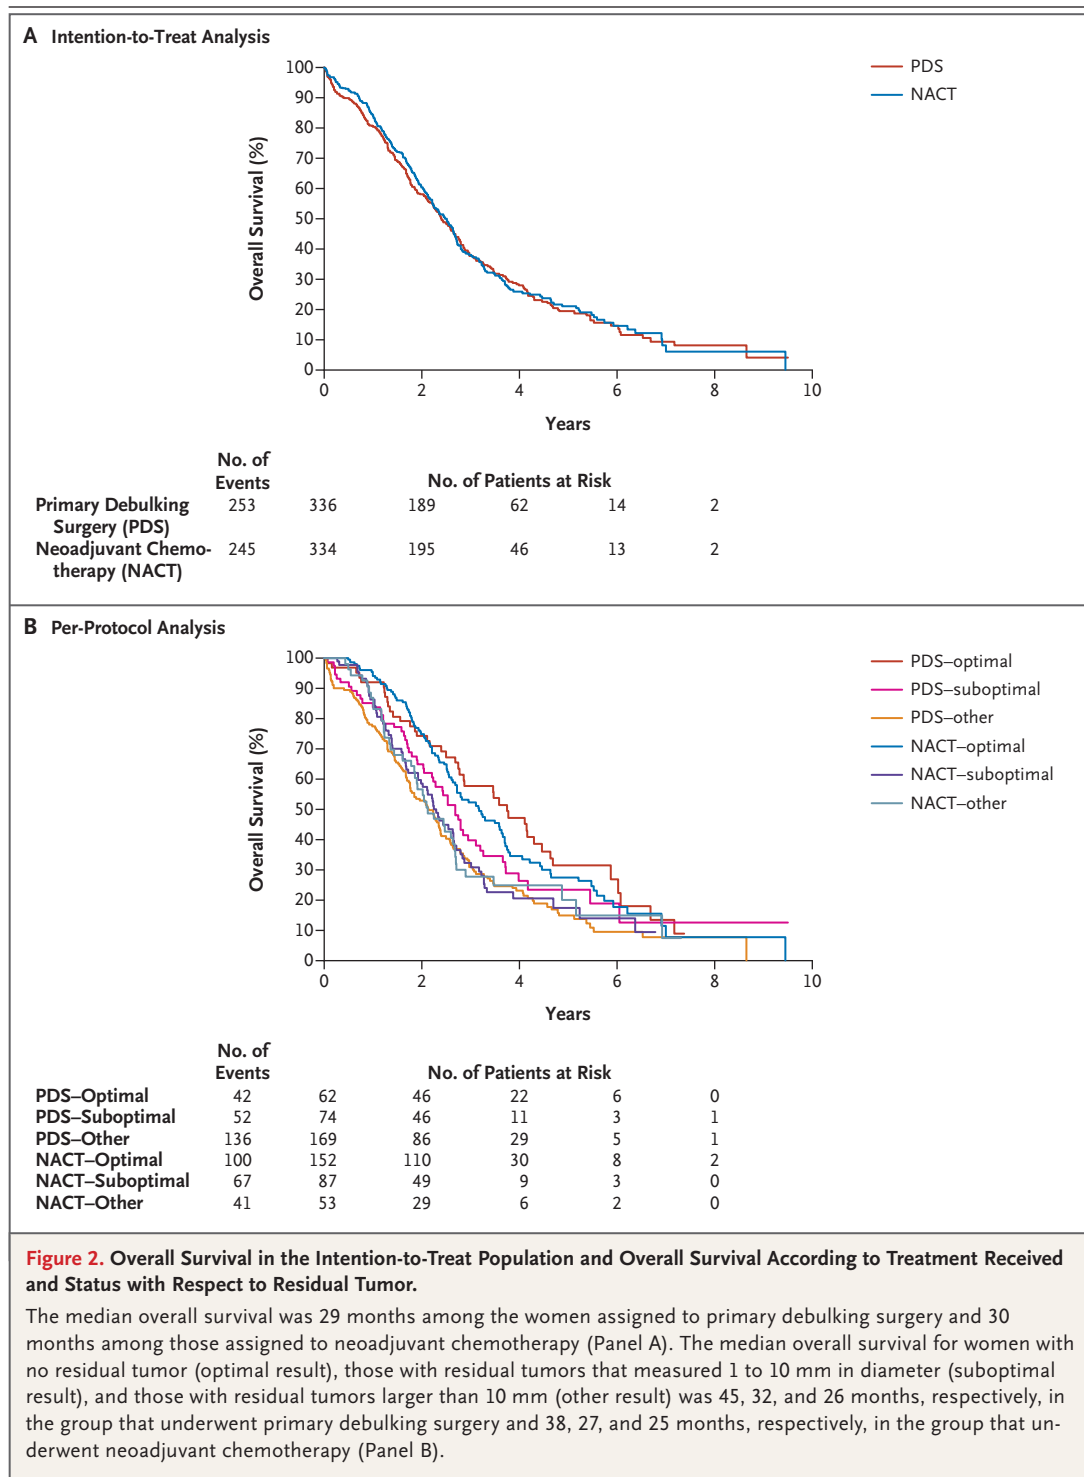 A Intention-to-Treat Analysis
PDS
NACT
Overall Survival (%)
100
90
80
70
60
50
40
30
20
10
0
0 2 4 6 8 10
Years
No. of
Events No. of Patients at Risk
Primary Debulking 253 336 189 62 14 2
Surgery (PDS)
Neoadjuvant Chemo- 245 334 195 46 13 2
therapy (NACT)
B Per-Protocol Analysis
PDS–optimal
PDS–suboptimal
PDS–other
NACT–optimal
NACT–suboptimal
NACT–other
Overall Survival (%)
100
90
80
70
60
50
40
30
20
10
0
0 2 4 6 8 10
Years
No. of
Events No. of Patients at Risk
PDS–Optimal 42 62 46 22 6 0
PDS–Suboptimal 52 74 46 11 3 1
PDS–Other 136 169 86 29 5 1
NACT–Optimal 100 152 110 30 8 2
NACT–Suboptimal 67 87 49 9 3 0
NACT–Other 41 53 29 6 2 0
Figure 2. Overall Survival in the Intention-to-Treat Population and Overall Survival According to Treatment Received
and Status with Respect to Residual Tumor.
The median overall survival was 29 months among the women assigned to primary debulking surgery and 30
months among those assigned to neoadjuvant chemotherapy (Panel A). The median overall survival for women with
no residual tumor (optimal result), those with residual tumors that measured 1 to 10 mm in diameter (suboptimal
result), and those with residual tumors larger than 10 mm (other result) was 45, 32, and 26 months, respectively, in
the group that underwent primary debulking surgery and 38, 27, and 25 months, respectively, in the group that un-
derwent neoadjuvant chemotherapy (Panel B).